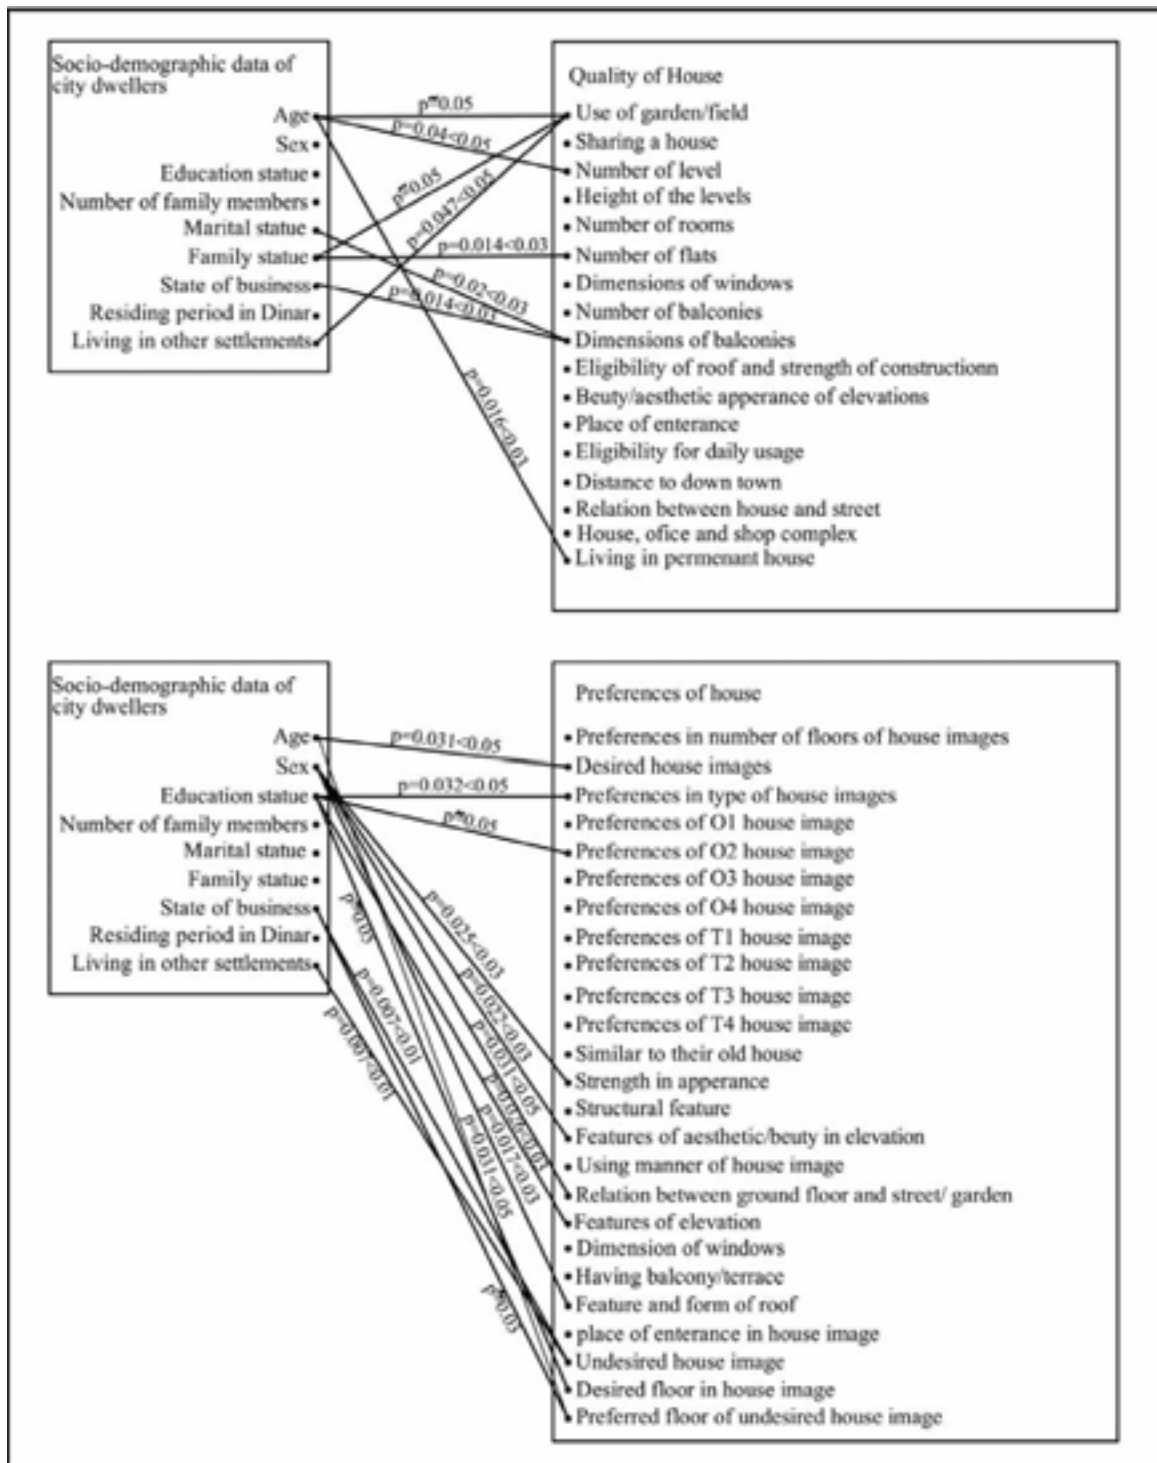 Socio-demographic data of
city dwellers
Age
Sex
Education statue
Number of family members
Marital statue
Family statue
State of business
Residing period in Dinar
Living in other settlements
p=0.05
p=0.04<0.05
p=0.05
p=0.047<0.05
p=0.014<0.03
p=0.02<0.03
p=0.014<0.01
p=0.016<0.03
Quality of House
Use of garden/field
Sharing a house
Number of level
Height of the levels
Number of rooms
Number of flats
Dimensions of windows
Number of balconies
Dimensions of balconies
Eligibility of roof and strength of constructionn
Beuty/aesthetic apperance of elevations
Place of enterance
Eligibility for daily usage
Distance to down town
Relation between house and street
House, ofice and shop complex
Living in permenant house
Socio-demographic data of
city dwellers
Age
Sex
Education statue
Number of family members
Marital statue
Family statue
State of business
Residing period in Dinar
Living in other settlements
p=0.031<0.05
p=0.032<0.05
p=0.05
p=0.025<0.03
p=0.022<0.03
p=0.031<0.05
p=0.017<0.03
p=0.031<0.05
p=0.007<0.01
p=0.007<0.01
Preferences of house
Preferences in number of floors of house images
Desired house images
Preferences in type of house images
Preferences of O1 house image
Preferences of O2 house image
Preferences of O3 house image
Preferences of O4 house image
Preferences of T1 house image
Preferences of T2 house image
Preferences of T3 house image
Preferences of T4 house image
Similar to their old house
Strength in apperance
Structural feature
Features of aesthetic/beuty in elevation
Using manner of house image
Relation between ground floor and street/ garden
Features of elevation
Dimension of windows
Having balcony/terrace
Feature and form of roof
place of enterance in house image
Undesired house image
Desired floor in house image
Preferred floor of undesired house image